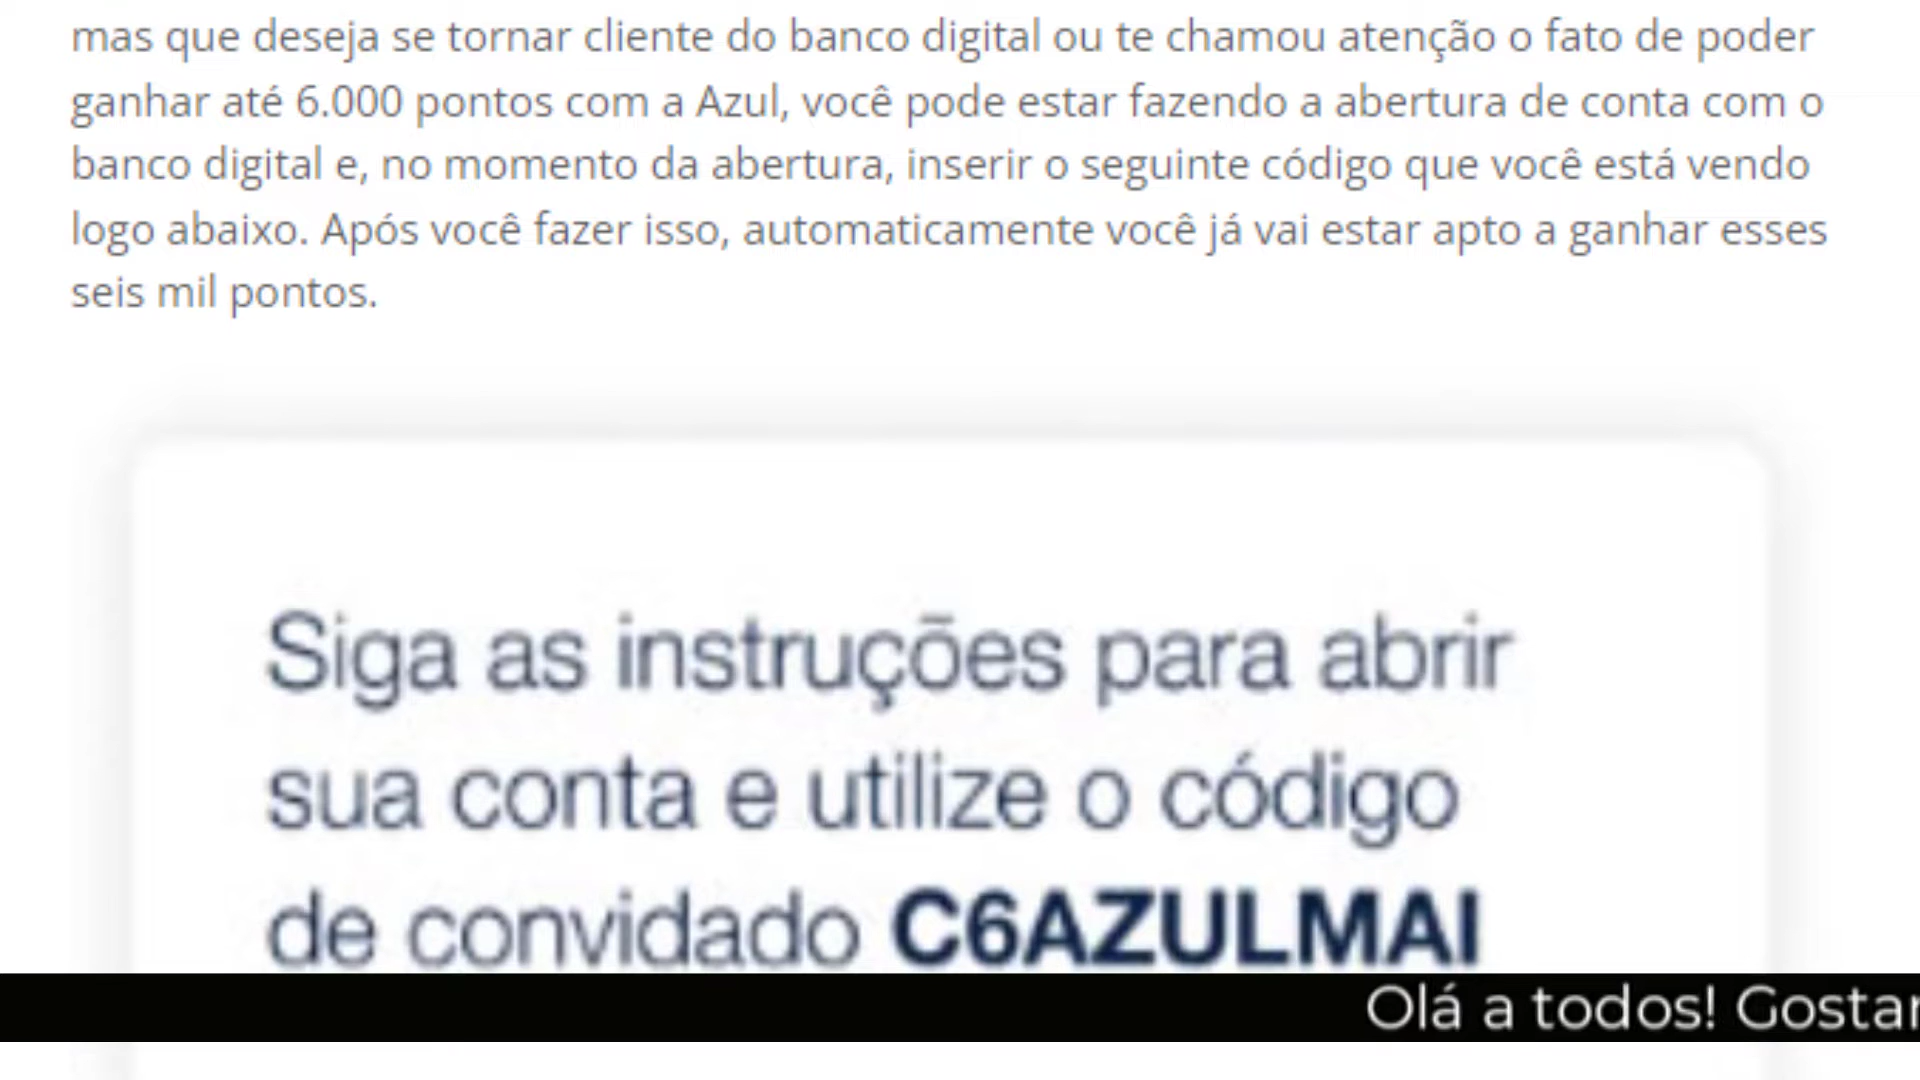 mas que deseja se tornar cliente do banco digital ou te chamou atenção o fato de poder
ganhar até 6.000 pontos com a Azul, você pode estar fazendo a abertura de conta com o
banco digital e, no momento da abertura, inserir o seguinte código que você está vendo
logo abaixo. Após você fazer isso, automaticamente você já vai estar apto a ganhar esses
seis mil pontos.
Siga as instruções para abrir
sua conta e utilize o código
de convidado C6AZULMAI
Olá a todos!